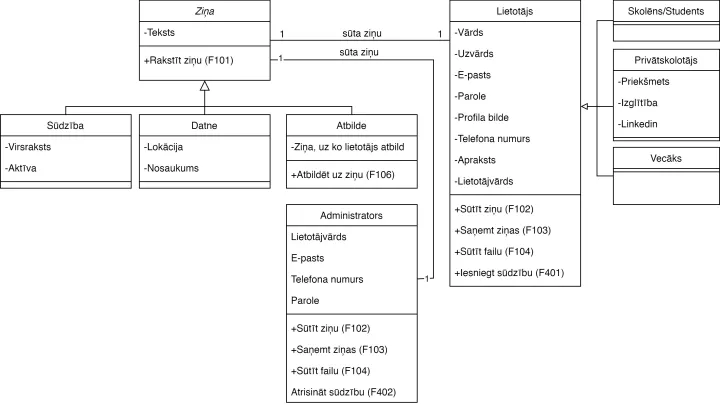 Ziņa
-Teksts
+Rakstīt ziņu (F101)
1
sūta ziņu
1
1
sūta ziņu
1
Lietotājs
-Vārds
-Uzvārds
-E-pasts
-Parole
-Profila bilde
-Telefona numurs
-Apraksts
-Lietotājvārds
+Sūtīt ziņu (F102)
+Saņemt ziņas (F103)
+Sūtīt failu (F104)
+Iesniegt sūdzību (F401)
Skolēns/Students
Privātskolotājs
-Priekšmets
-Izglītība
-Linkedin
Vecāks
Sūdzība
-Virsraksts
-Aktīva
Datne
-Lokācija
-Nosaukums
Atbilde
-Ziņa, uz ko lietotājs atbild
+Atbildēt uz ziņu (F106)
Administrators
Lietotājvārds
E-pasts
Telefona numurs
Parole
+Sūtīt ziņu (F102)
+Saņemt ziņas (F103)
+Sūtīt failu (F104)
Atrisināt sūdzību (F402)